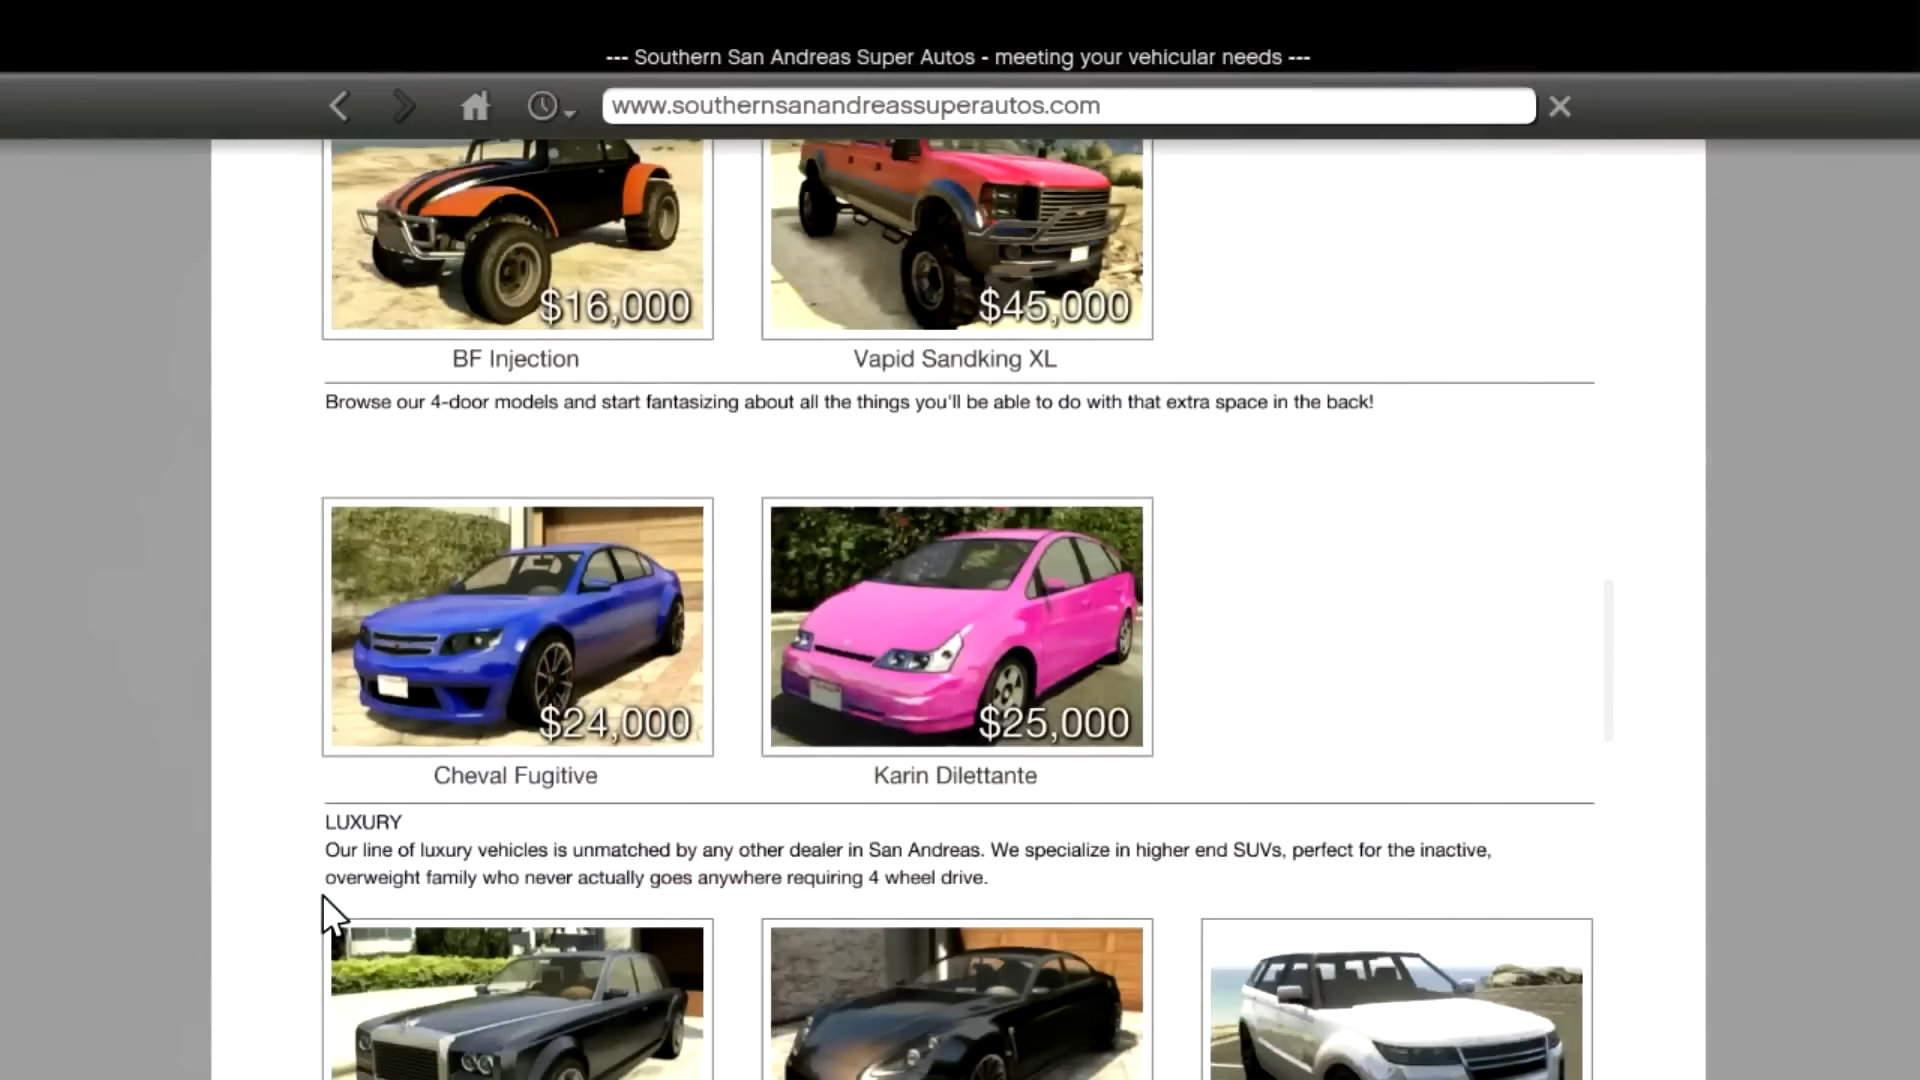 --- Southern San Andreas Super Autos - meeting your vehicular needs ---
www.southernsanandreassuperautos.com
$16,000
$45,000
BF Injection
Vapid Sandking XL
Browse our 4-door models and start fantasizing about all the things you'll be able to do with that extra space in the back!
$24,000
$25,000
Cheval Fugitive
Karin Dilettante
LUXURY
Our line of luxury vehicles is unmatched by any other dealer in San Andreas. We specialize in higher end SUVs, perfect for the inactive,
overweight family who never actually goes anywhere requiring 4 wheel drive.